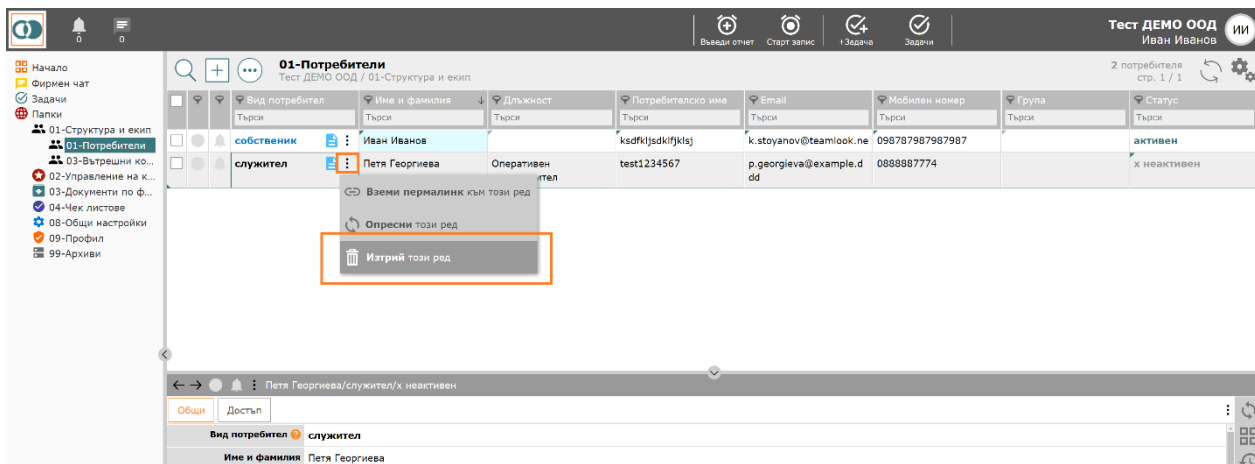 0
0
Въведи отчет
Старт запис
+Задача
Задачи
Тест ДЕМО ООД
Иван Иванов
ИИ
Начало
Фирмен чат
Задачи
Папки
01-Структура и екип
01-Потребители
03-Вътрешни ко...
02-Управление на к...
03-Документи по ф...
04-Чек листове
08-Общи настройки
09-Профил
99-Архиви
01-Потребители
Тест ДЕМО ООД / 01-Структура и екип
2 потребителя
стр. 1 / 1
Вид потребител Име и фамилия Длъжност Потребителско име Email Мобилен номер Група Статус
Търси Търси Търси Търси Търси Търси Търси Търси
собственик Иван Иванов ksdfkljsdklfjklsj k.stoyanov@teamlook.ne 098787987987987 активен
служител Петя Георгиева Оперативен test1234567 p.georgieva@example.d 0888887774 х неактивен
ител dd
Вземи пермалинк към този ред
Опресни този ред
Изтрий този ред
Петя Георгиева/служител/х неактивен
Общи Достъп
Вид потребител ? служител
Име и фамилия Петя Георгиева